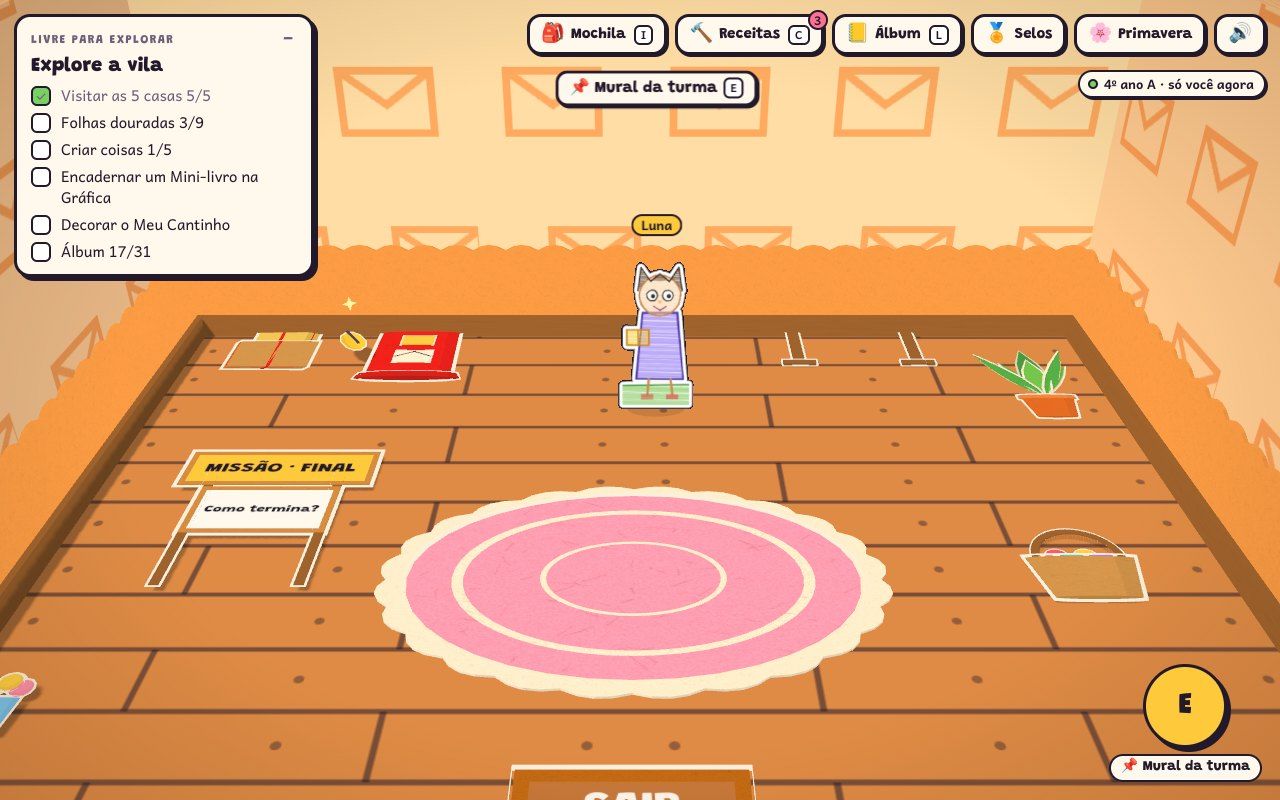 LIVRE PARA EXPLORAR
Explore a vila
Visitar as 5 casas 5/5
Folhas douradas 3/9
Criar coisas 1/5
Encadernar um Mini-livro na
Gráfica
Decorar o Meu Cantinho
Álbum 17/31
Mochila I
Receitas C 3
Álbum L
Selos
Primavera
Mural da turma E
4º ano A · só você agora
Luna
MISSÃO · FINAL
Como termina?
E
Mural da turma
SAIR